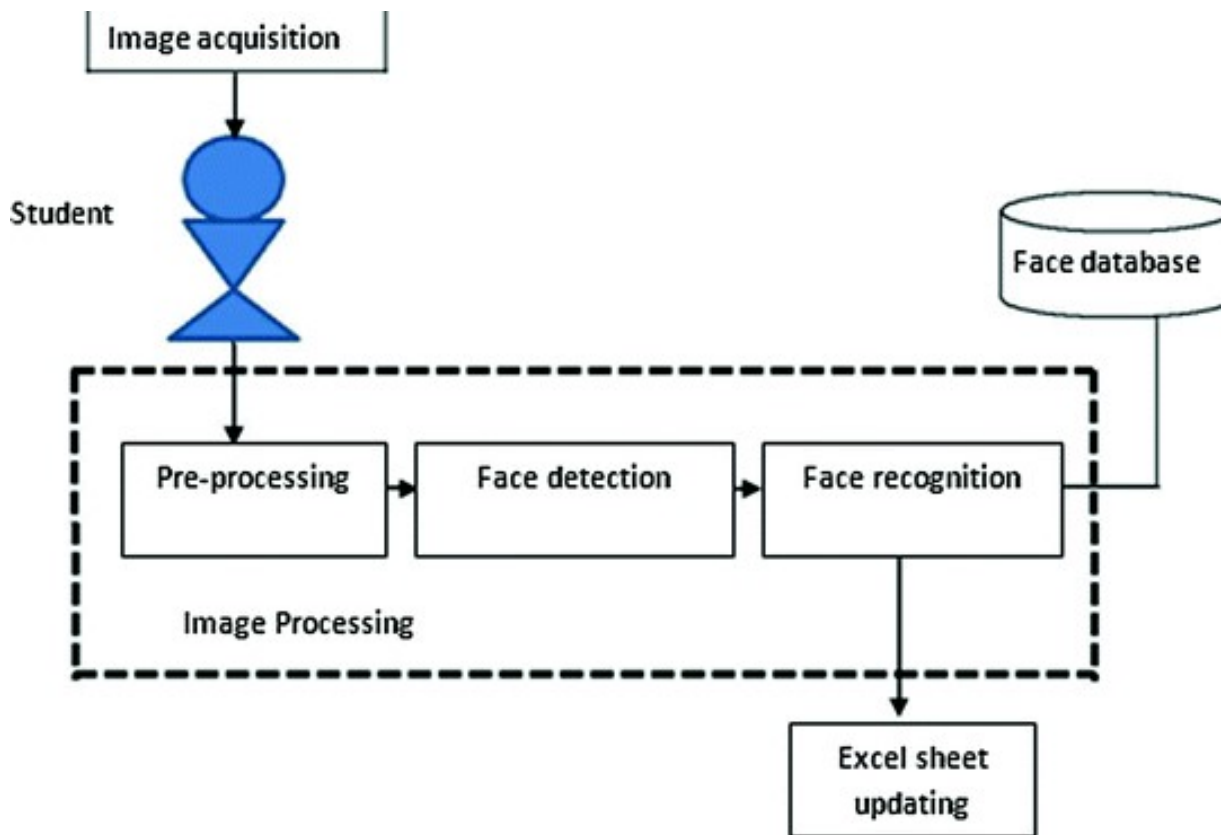 Image acquisition
Student
Face database
Pre-processing
Face detection
Face recognition
Image Processing
Excel sheet
updating